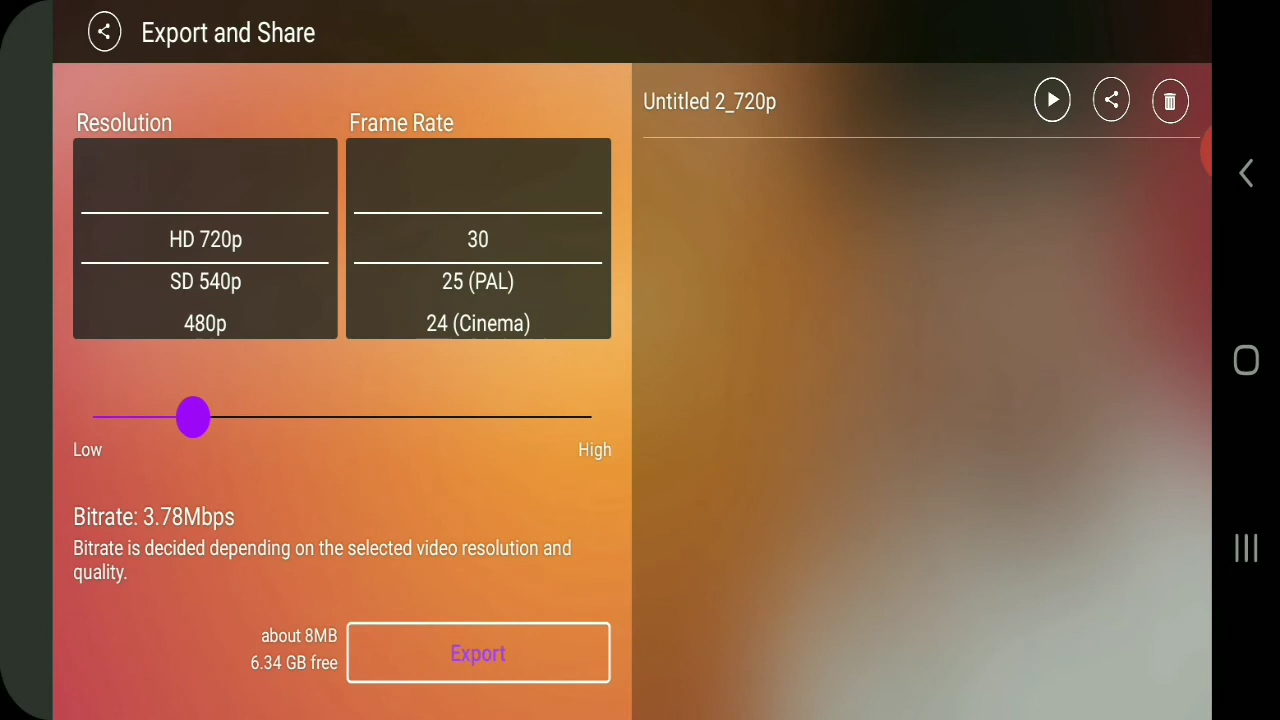 Export and Share
Resolution
Frame Rate
HD 720p
SD 540p
480p
30
25 (PAL)
24 (Cinema)
Low
High
Bitrate: 3.78Mbps
Bitrate is decided depending on the selected video resolution and
quality.
about 8MB
6.34 GB free
Export
Untitled 2_720p